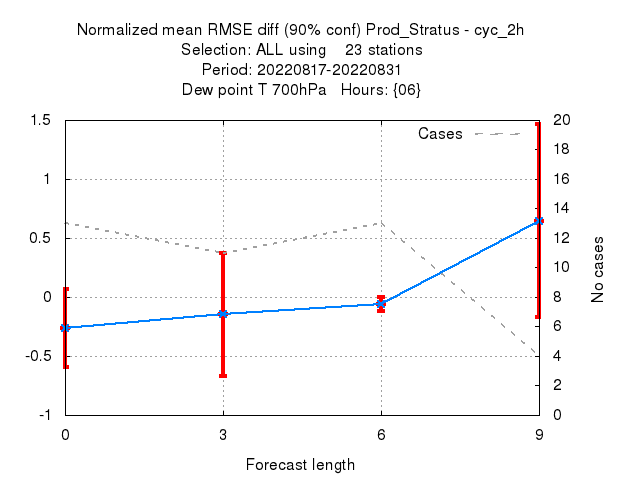 Normalized mean RMSE diff (90% conf) Prod_Stratus - cyc_2h
Selection: ALL using    23 stations
Period: 20220817-20220831
Dew point T 700hPa   Hours: {06}
Cases
1.5
1
0.5
0
-0.5
-1
20
18
16
14
12
10
8
6
4
2
0
No cases
0 3 6 9
Forecast length